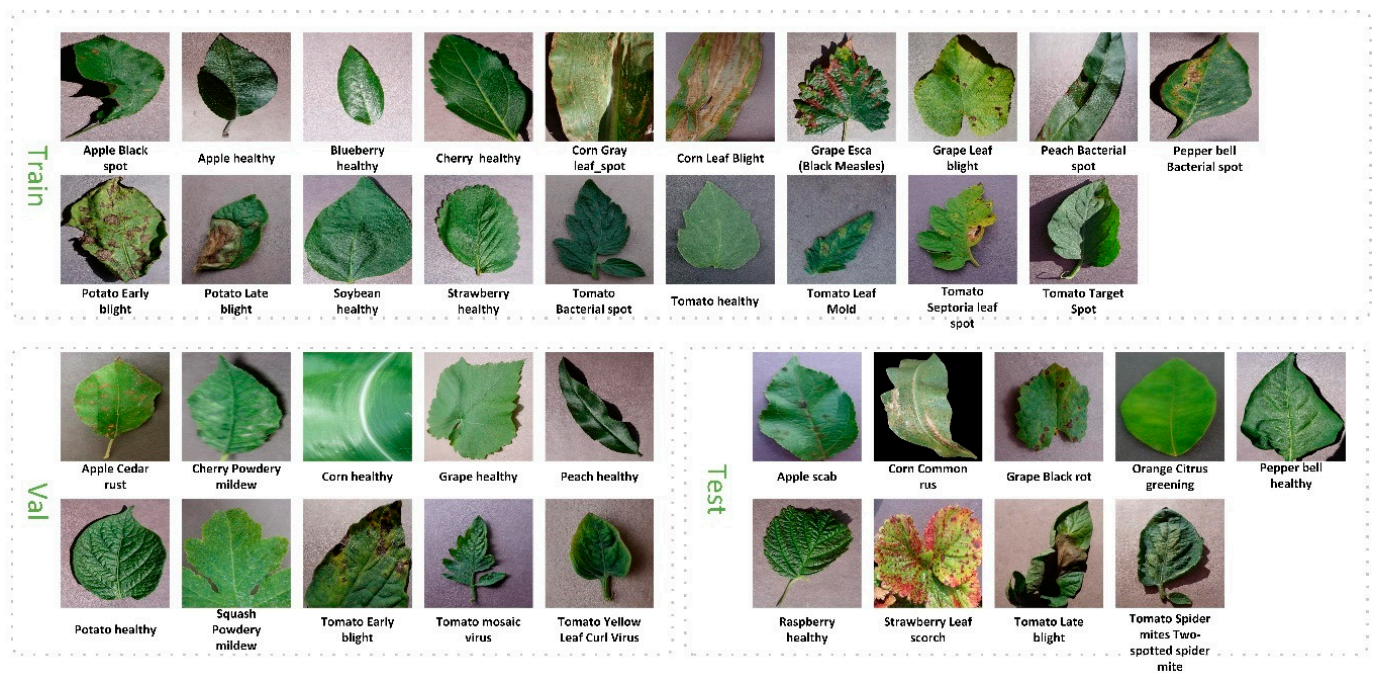 Train
Apple Black
spot
Apple healthy
Blueberry
healthy
Cherry healthy
Corn Gray
leaf_spot
Corn Leaf Blight
Grape Esca
(Black Measles)
Grape Leaf
blight
Peach Bacterial
spot
Pepper bell
Bacterial spot
Potato Early
blight
Potato Late
blight
Soybean
healthy
Strawberry
healthy
Tomato
Bacterial spot
Tomato healthy
Tomato Leaf
Mold
Tomato
Septoria leaf
spot
Tomato Target
Spot
Val
Apple Cedar
rust
Cherry Powdery
mildew
Corn healthy
Grape healthy
Peach healthy
Potato healthy
Squash
Powdery
mildew
Tomato Early
blight
Tomato mosaic
virus
Tomato Yellow
Leaf Curl Virus
Test
Apple scab
Corn Common
rus
Grape Black rot
Orange Citrus
greening
Pepper bell
healthy
Raspberry
healthy
Strawberry Leaf
scorch
Tomato Late
blight
Tomato Spider
mites Two-
spotted spider
mite